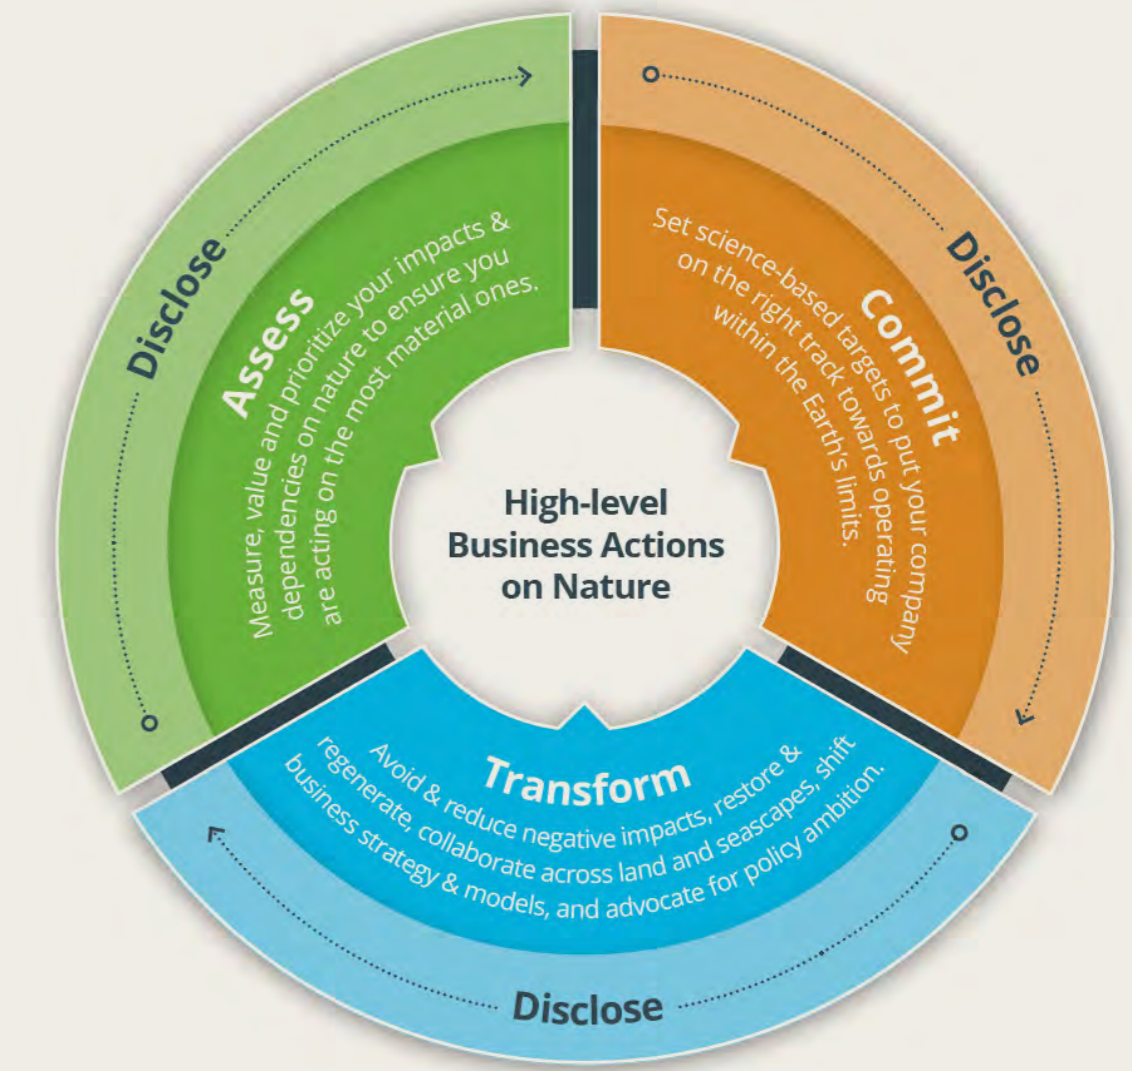 High-level
Business Actions
on Nature
Disclose
Assess
Measure, value and prioritize your impacts &
dependencies on nature to ensure you
are acting on the most material ones.
Disclose
Commit
Set science-based targets to put your company
on the right track towards operating
within the Earth's limits.
Transform
Avoid & reduce negative impacts, restore &
regenerate, collaborate across land and seascapes, shift
business strategy & models, and advocate for policy ambition.
Disclose